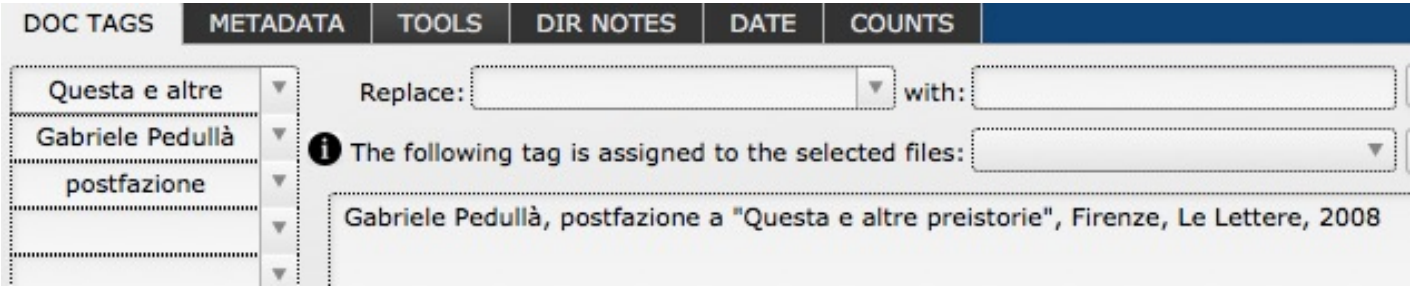 DOC TAGS METADATA TOOLS DIR NOTES DATE COUNTS
Questa e altre
Gabriele Pedullà
postfazione
Replace: with:
The following tag is assigned to the selected files:
Gabriele Pedullà, postfazione a "Questa e altre preistorie", Firenze, Le Lettere, 2008